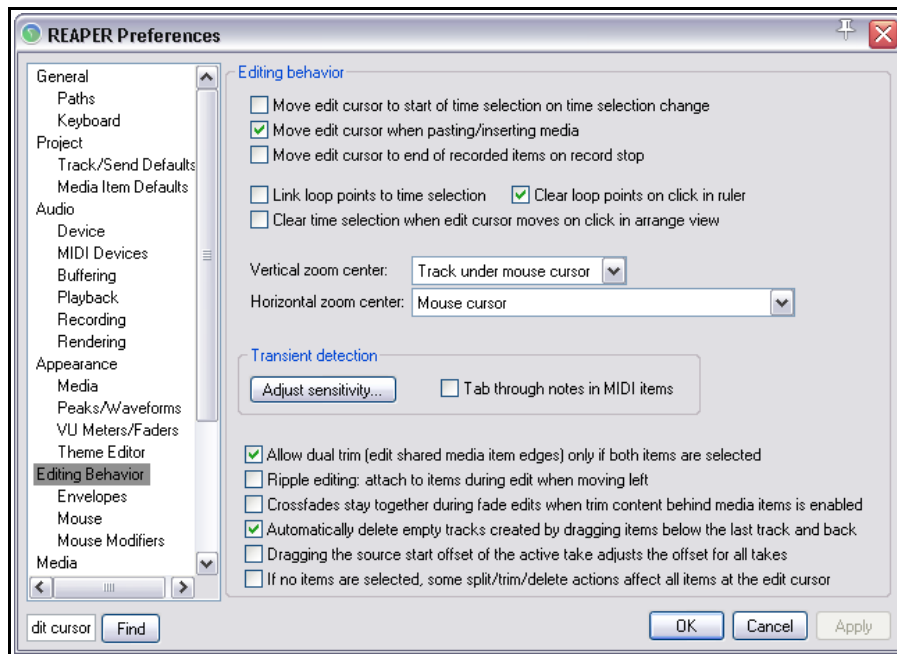 REAPER Preferences
General
Paths
Keyboard
Project
Track/Send Defaults
Media Item Defaults
Audio
Device
MIDI Devices
Buffering
Playback
Recording
Rendering
Appearance
Media
Peaks/Waveforms
VU Meters/Faders
Theme Editor
Editing Behavior
Envelopes
Mouse
Mouse Modifiers
Media
dit cursor
Find
Editing behavior
Move edit cursor to start of time selection on time selection change
Move edit cursor when pasting/inserting media
Move edit cursor to end of recorded items on record stop
Link loop points to time selection Clear loop points on click in ruler
Clear time selection when edit cursor moves on click in arrange view
Vertical zoom center: Track under mouse cursor
Horizontal zoom center: Mouse cursor
Transient detection
Adjust sensitivity... Tab through notes in MIDI items
Allow dual trim (edit shared media item edges) only if both items are selected
Ripple editing: attach to items during edit when moving left
Crossfades stay together during fade edits when trim content behind media items is enabled
Automatically delete empty tracks created by dragging items below the last track and back
Dragging the source start offset of the active take adjusts the offset for all takes
If no items are selected, some split/trim/delete actions affect all items at the edit cursor
OK Cancel Apply